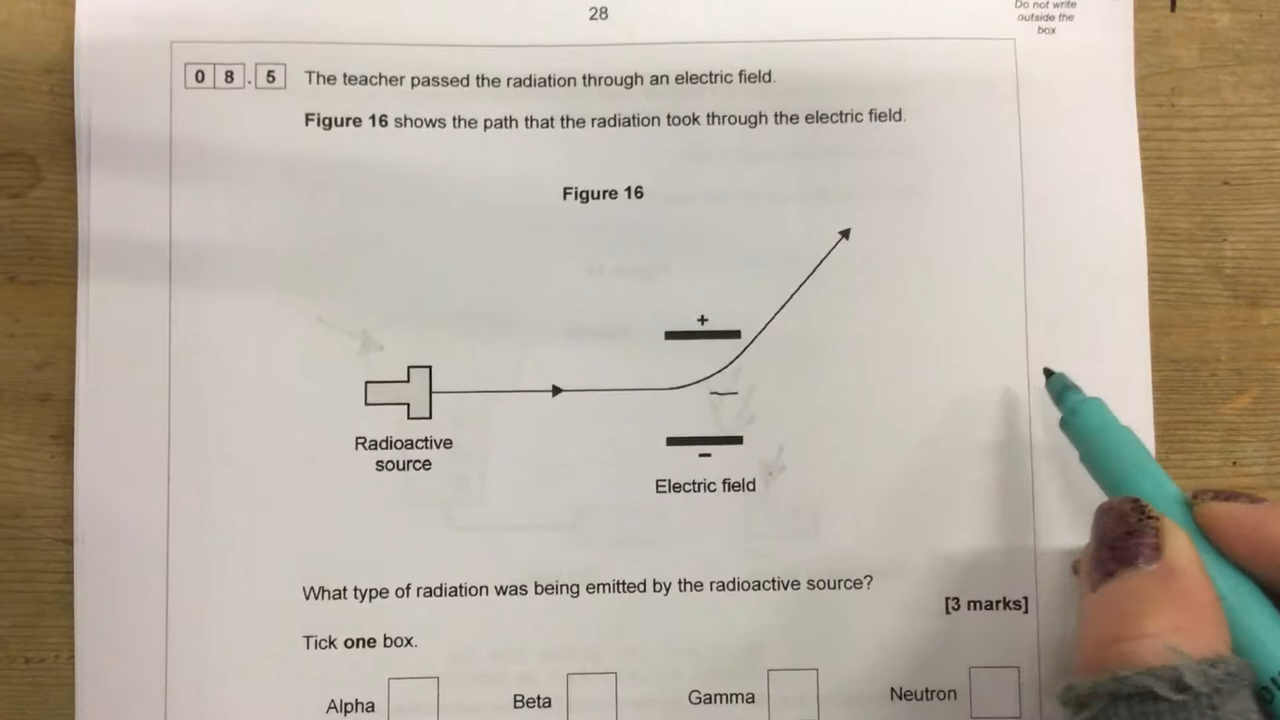 28
Do not write
outside the
box
0 8 . 5 The teacher passed the radiation through an electric field.
Figure 16 shows the path that the radiation took through the electric field.
Figure 16
+
Radioactive
source
-
Electric field
What type of radiation was being emitted by the radioactive source?
[3 marks]
Tick one box.
Alpha
Beta
Gamma
Neutron